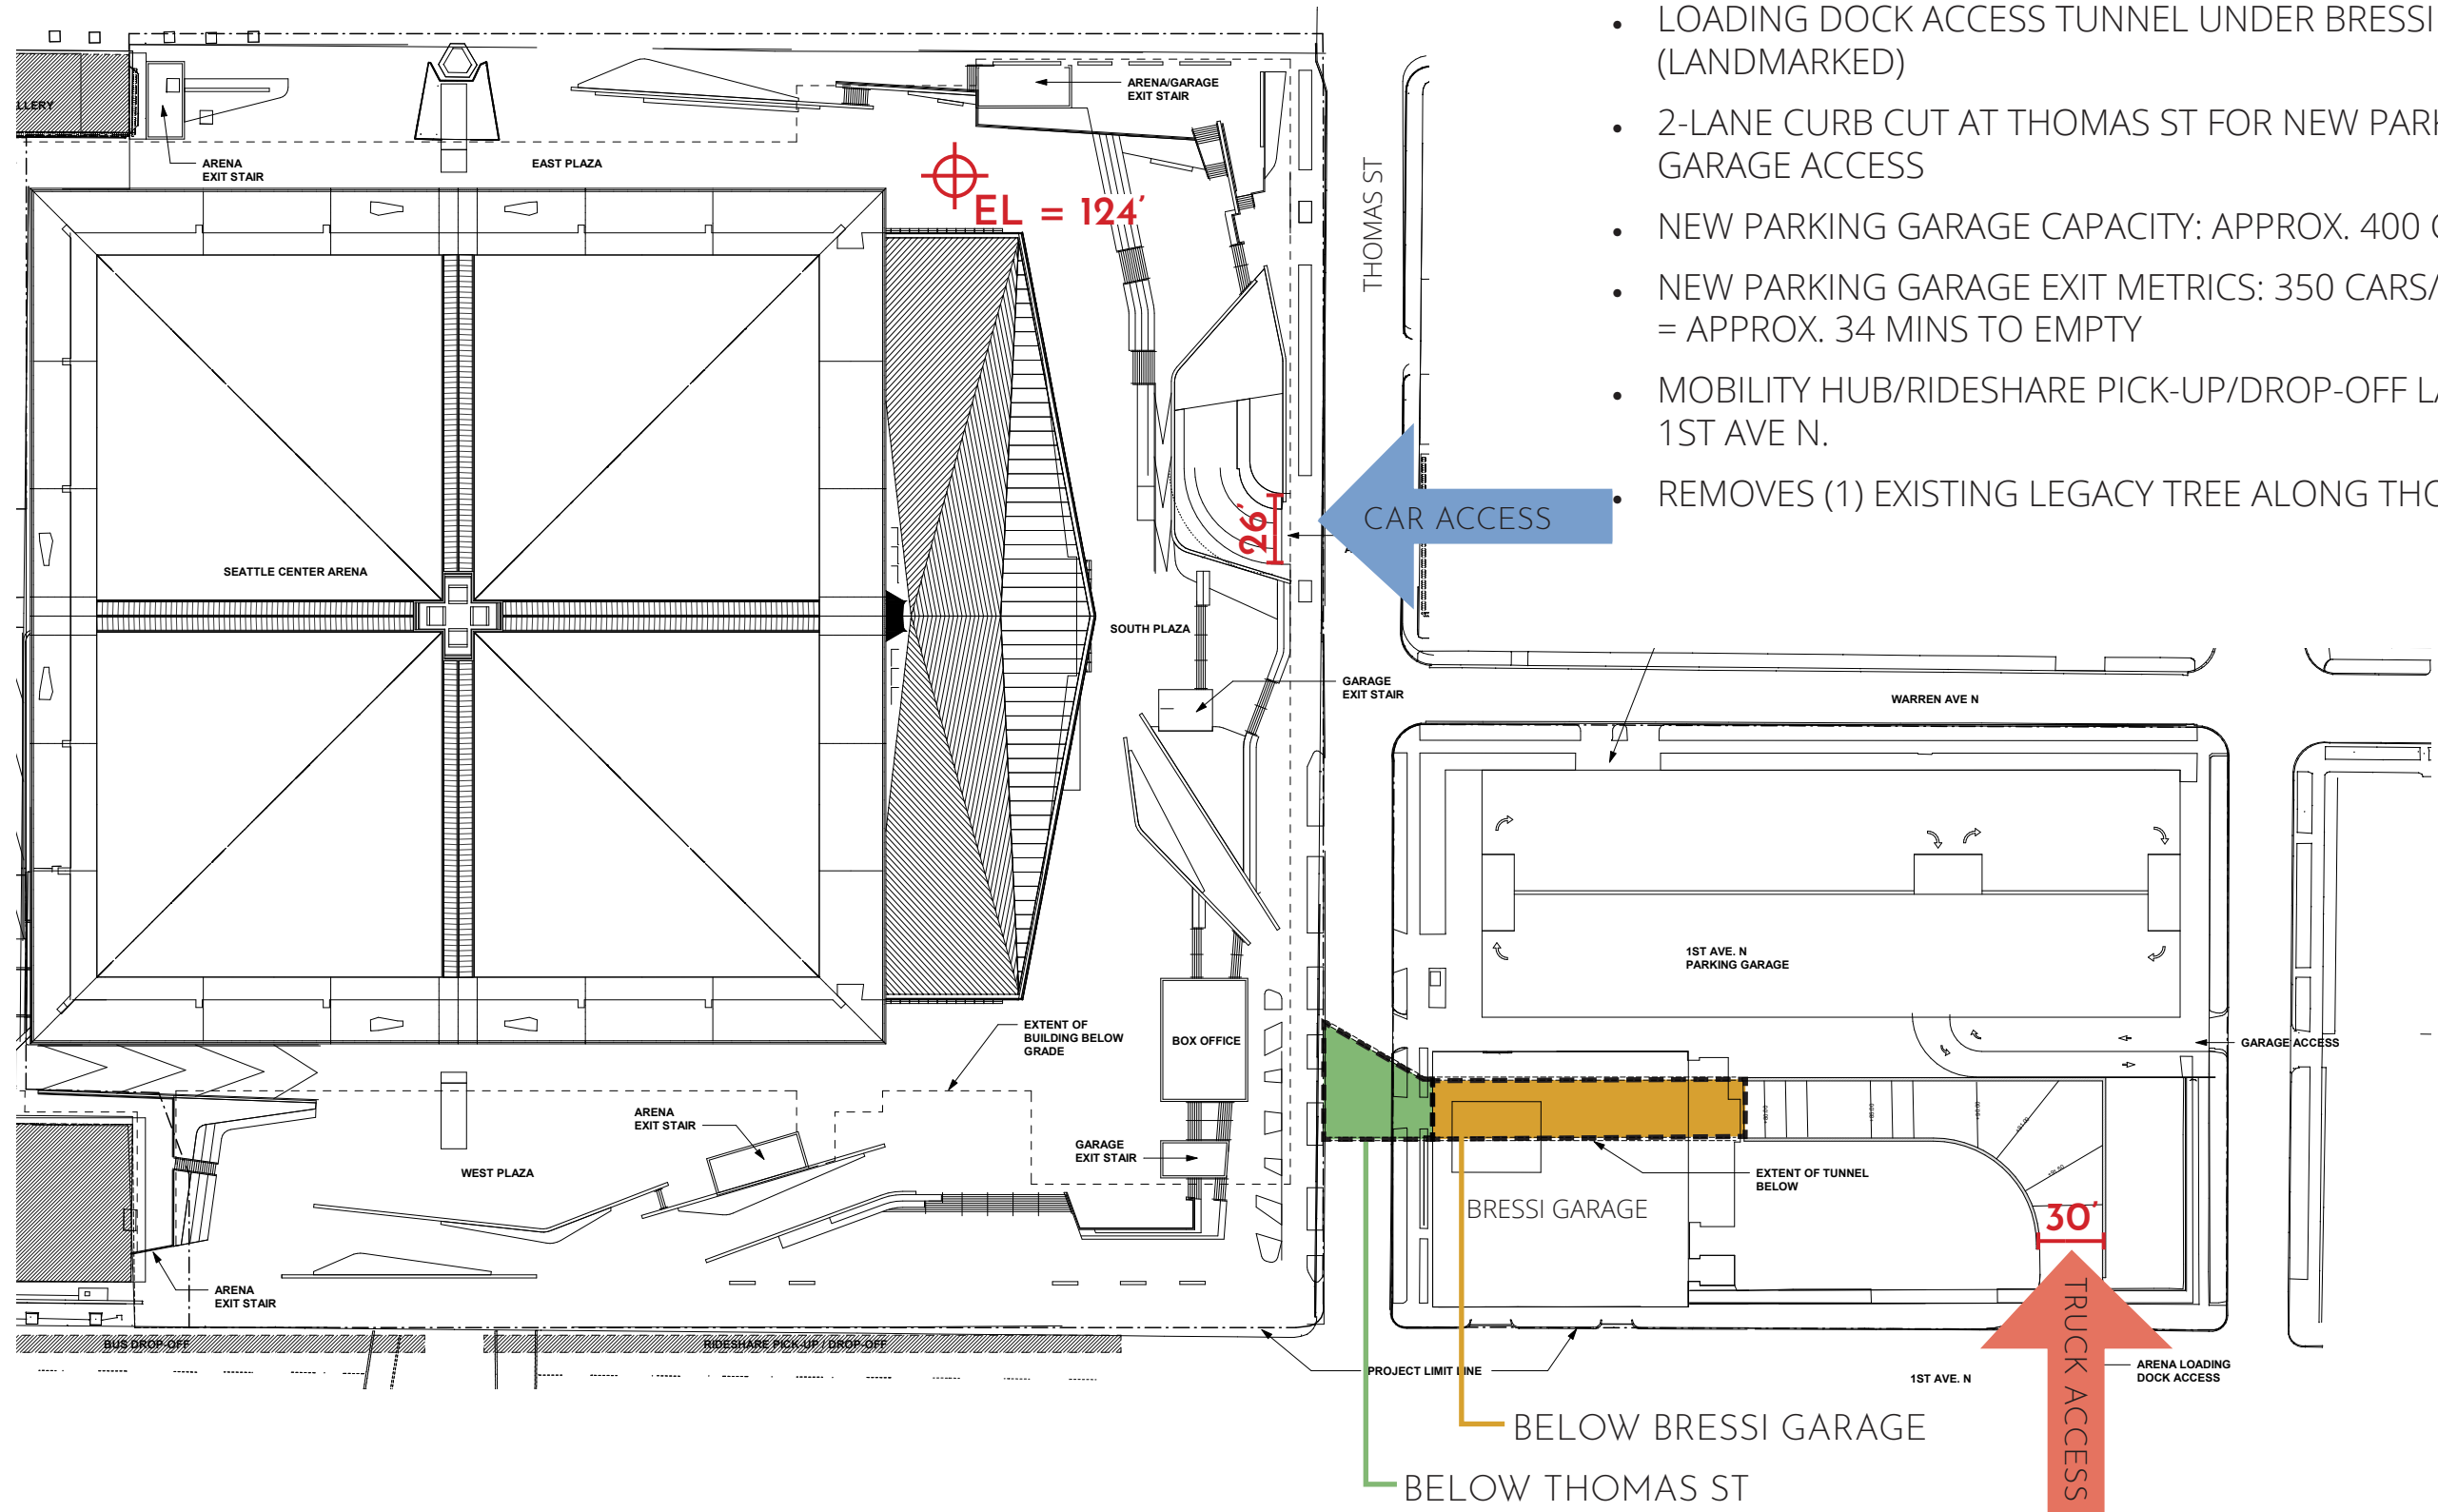 • LOADING DOCK ACCESS TUNNEL UNDER BRESSI
(LANDMARKED)
• 2-LANE CURB CUT AT THOMAS ST FOR NEW
GARAGE ACCESS
• NEW PARKING GARAGE CAPACITY: APPROX. 400
• NEW PARKING GARAGE EXIT METRICS: 350 CARS/
= APPROX. 34 MINS TO EMPTY
• MOBILITY HUB/RIDESHARE PICK-UP/DROP-OFF
1ST AVE N.
• REMOVES (1) EXISTING LEGACY TREE ALONG
LLERY
ARENA
EXIT STAIR
EAST PLAZA
ARENA/GARAGE
EXIT STAIR
EL = 124'
THOMAS ST
CAR ACCESS
26'
SEATTLE CENTER ARENA
SOUTH PLAZA
GARAGE
EXIT STAIR
WARREN AVE N
1ST AVE. N
PARKING GARAGE
EXTENT OF
BUILDING BELOW
GRADE
BOX OFFICE
GARAGE ACCESS
ARENA
EXIT STAIR
GARAGE
EXIT STAIR
WEST PLAZA
EXTENT OF TUNNEL
BELOW
BRESSI GARAGE
30'
ARENA
EXIT STAIR
BUS DROP-OFF
RIDESHARE PICK-UP / DROP-OFF
PROJECT LIMIT LINE
1ST AVE. N
ARENA LOADING
DOCK ACCESS
TRUCK ACCESS
BELOW BRESSI GARAGE
BELOW THOMAS ST